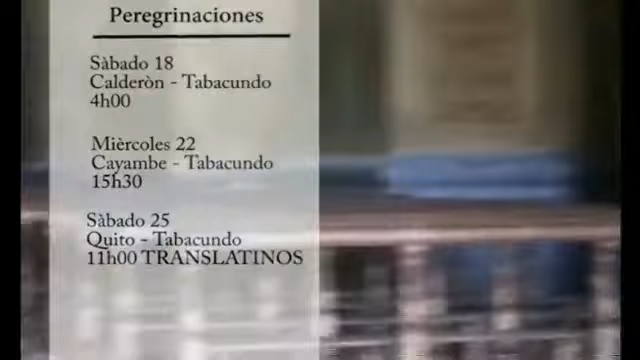 Peregrinaciones
Sàbado 18
Calderòn - Tabacundo
4h00
Mièrcoles 22
Cayambe - Tabacundo
15h30
Sàbado 25
Quito - Tabacundo
11h00 TRANSLATINOS